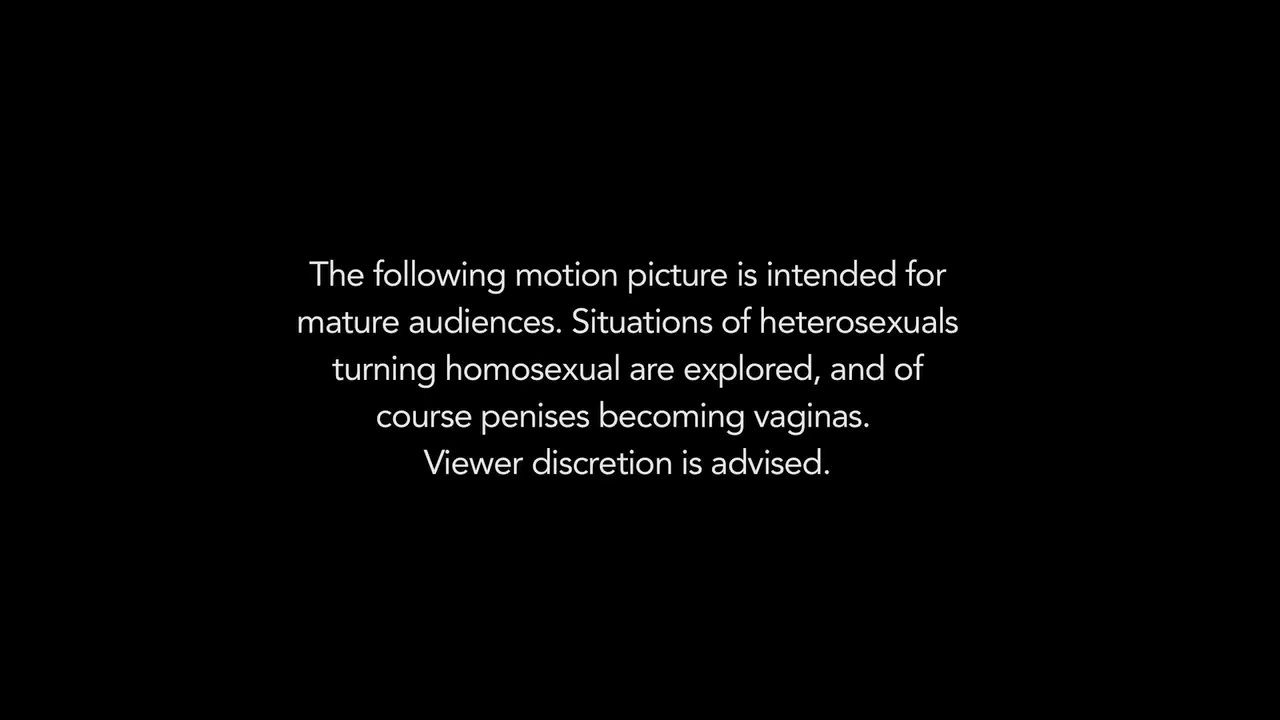 The following motion picture is intended for
mature audiences. Situations of heterosexuals
turning homosexual are explored, and of
course penises becoming vaginas.
Viewer discretion is advised.